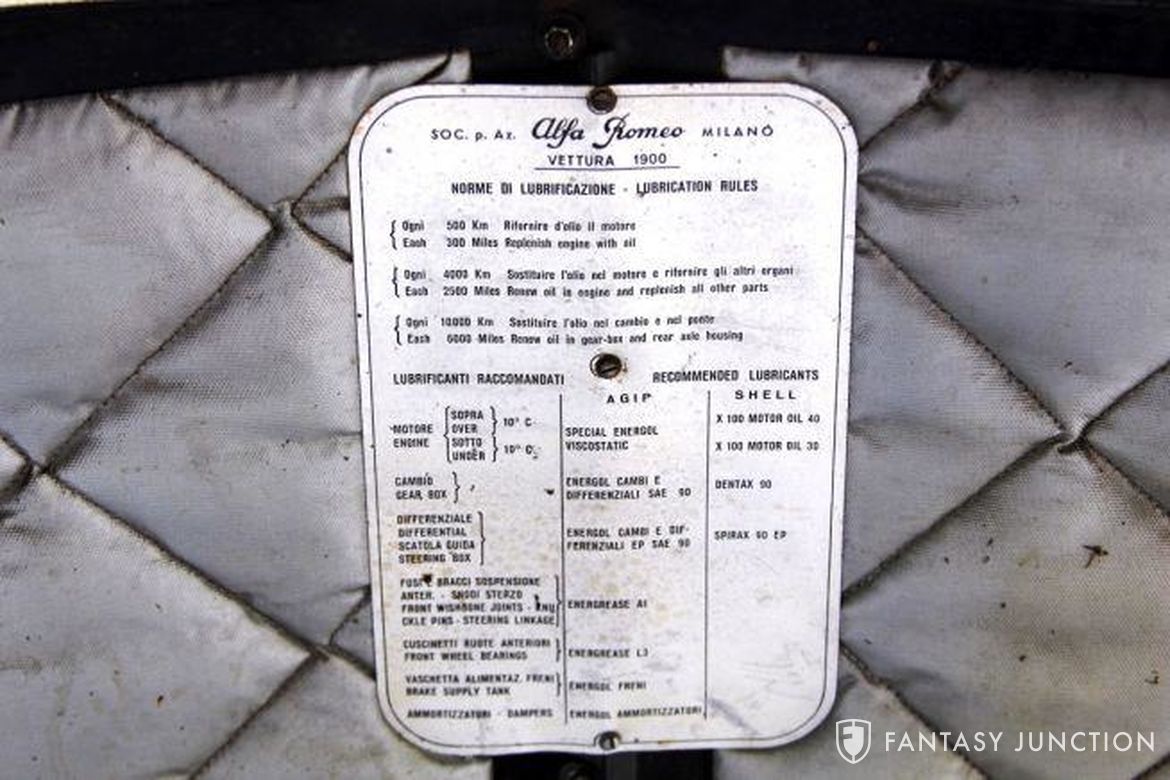 SOC. p. Az. Alfa Romeo MILANO
VETTURA 1900
NORME DI LUBRIFICAZIONE - LUBRICATION RULES
Ogni 500 Km Rifornire d'olio il motore
Each 300 Miles Replenish engine with oil
Ogni 4000 Km Sostituire l'olio nel motore e rifornire gli altri organi
Each 2500 Miles Renew oil in engine and replenish all other parts
Ogni 10.000 Km Sostituire l'olio nel cambio e nel ponte
Each 6000 Miles Renew oil in gear-box and rear axle housing
LUBRIFICANTI RACCOMANDATI RECOMMENDED LUBRICANTS
AGIP SHELL
MOTORE
ENGINE
SOPRA
OVER
10° C.
SOTTO
UNDER
10° C.
SPECIAL ENERGOL
VISCOSTATIC
X 100 MOTOR OIL 40
X 100 MOTOR OIL 30
CAMBIO
GEAR BOX
ENERGOL CAMBI E
DIFFERENZIALI SAE 90
DENTAX 90
DIFFERENZIALE
DIFFERENTIAL
SCATOLA GUIDA
STEERING BOX
ENERGOL CAMBI E DIF-
FERENZIALI EP SAE 90
SPIRAX 90 EP
FUSI E BRACCI SOSPENSIONE
ANTER. - SNODI STERZO
FRONT WISHBONE JOINTS - KNU
CKLE PINS - STEERING LINKAGE
ENERGREASE A1
CUSCINETTI RUOTE ANTERIORI
FRONT WHEEL BEARINGS
ENERGREASE L3
VASCHETTA ALIMENTAZ. FRENI
BRAKE SUPPLY TANK
ENERGOL FRENI
AMMORTIZZATORI - DAMPERS
ENERGOL AMMORTIZZATORI
FANTASY JUNCTION